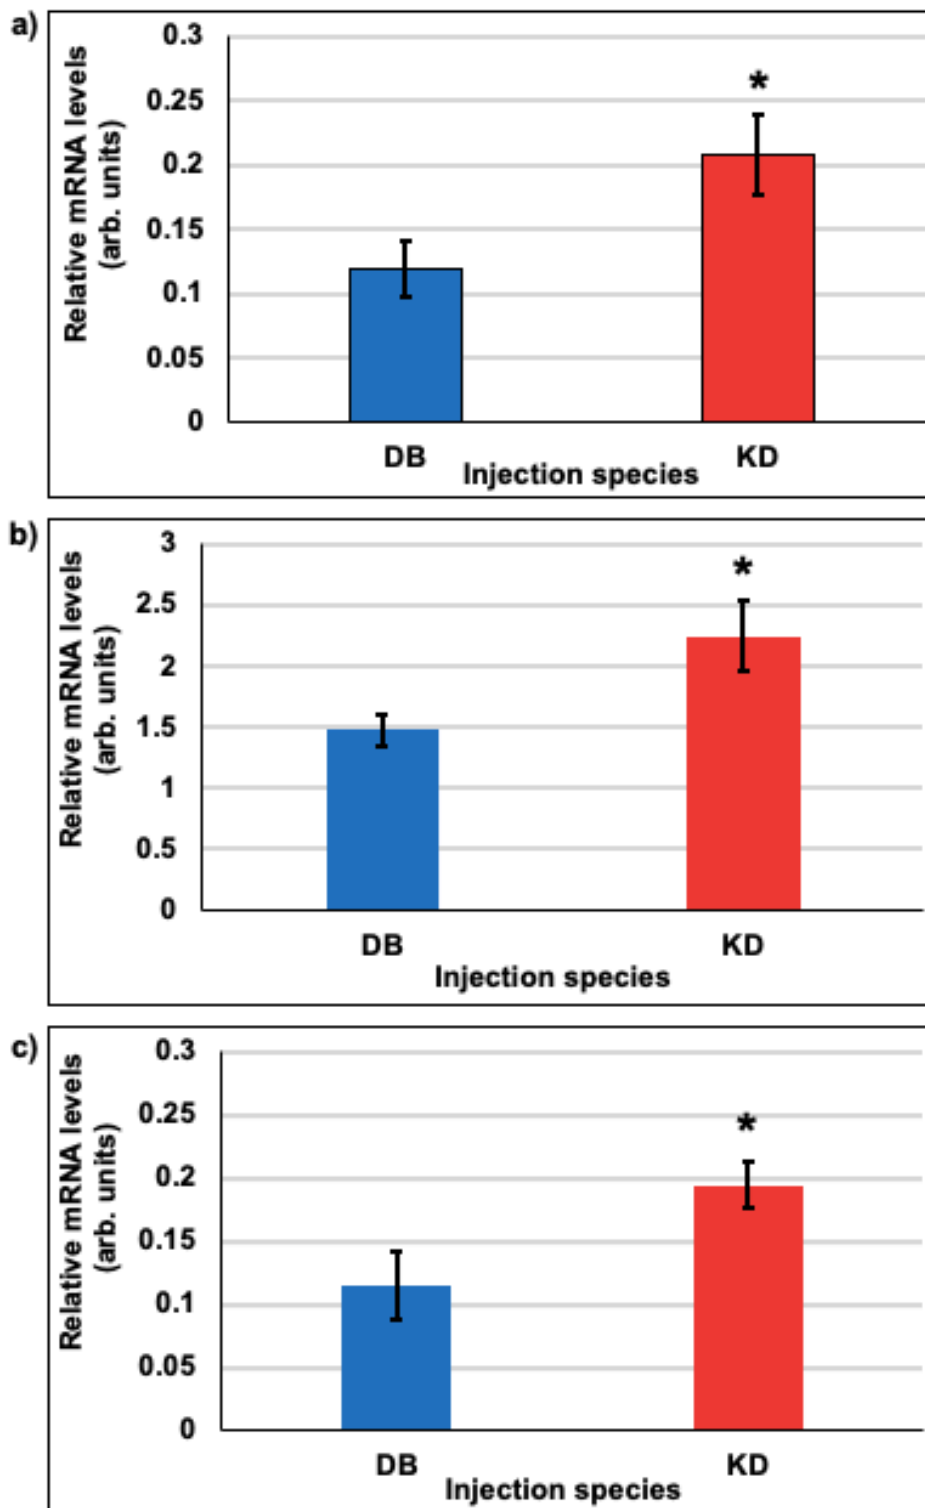 a)
Relative mRNA levels
(arb. units)
0.3
0.25
0.2
0.15
0.1
0.05
0
*
DB
KD
Injection species
b)
Relative mRNA levels
(arb. units)
3
2.5
2
1.5
1
0.5
0
*
DB
KD
Injection species
c)
Relative mRNA levels
(arb. units)
0.3
0.25
0.2
0.15
0.1
0.05
0
*
DB
KD
Injection species